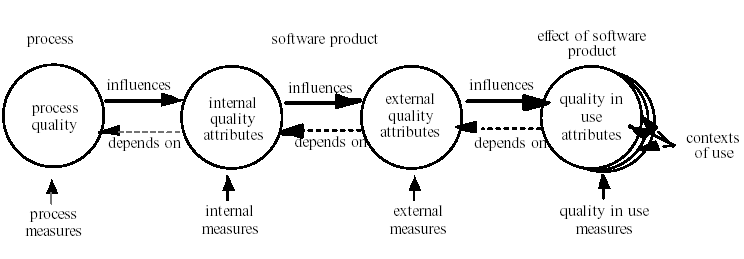 process
software product
effect of software
product
influences
influences
influences
process
quality
internal
quality
attributes
external
quality
attributes
quality in
use
attributes
depends on
depends on
depends on
contexts
of use
process
measures
internal
measures
external
measures
quality in use
measures